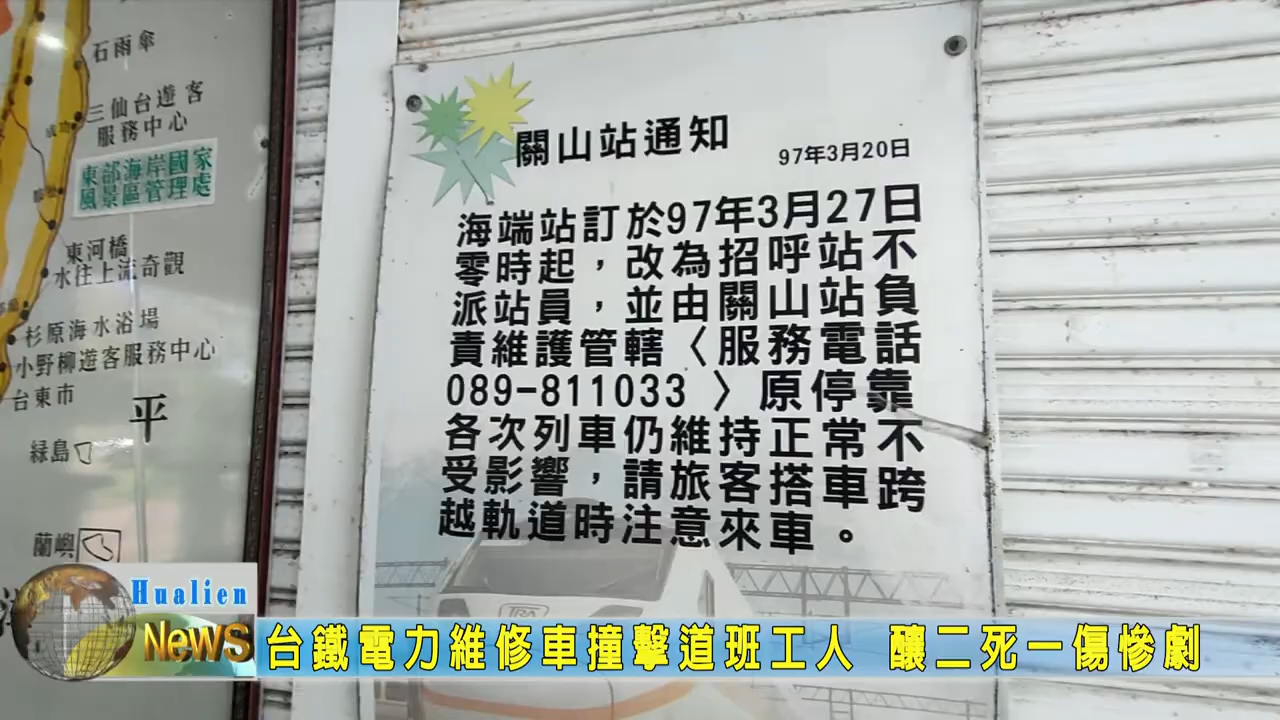 石雨傘
三仙台遊客
服務中心
成功
東部海岸國家
風景區管理處
東河橋
水往上流奇觀
杉原海水浴場
小野柳遊客服務中心
台東市
平
綠島
蘭嶼
關山站通知
97年3月20日
海端站訂於97年3月27日
零時起，改為招呼站不
派站員，並由關山站負
責維護管轄〈服務電話
089-811033〉原停靠
各次列車仍維持正常不
受影響，請旅客搭車跨
越軌道時注意來車。
TRA
Hualien
News
台鐵電力維修車撞擊道班工人 釀二死一傷慘劇